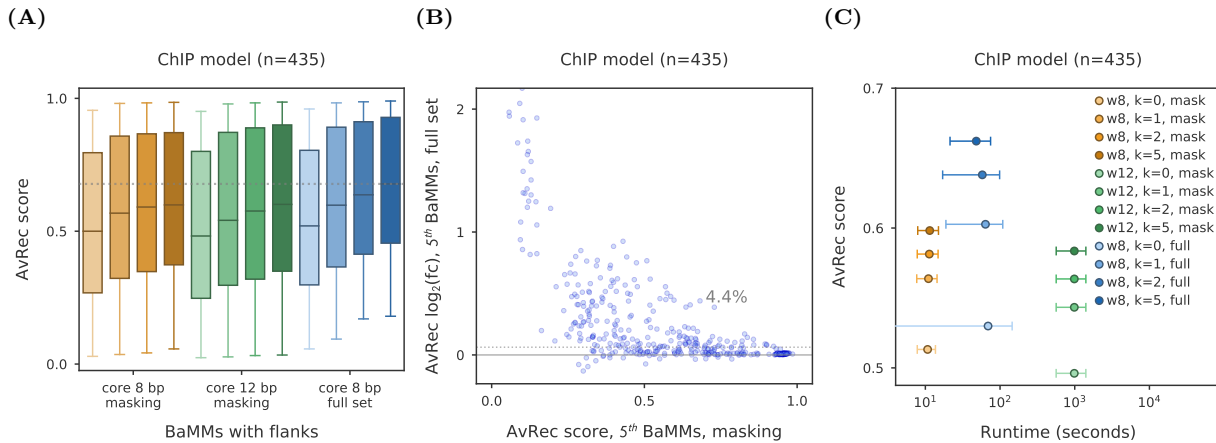 (A)
ChIP model (n=435)
AvRec score
1.0
0.5
0.0
core 8 bp
masking
core 12 bp
masking
core 8 bp
full set
BaMMs with flanks
(B)
ChIP model (n=435)
AvRec log₂(fc), 5ᵗʰ BaMMs, full set
2
1
0
4.4%
0.0
0.5
1.0
AvRec score, 5ᵗʰ BaMMs, masking
(C)
ChIP model (n=435)
AvRec score
0.7
0.6
0.5
w8, k=0, mask
w8, k=1, mask
w8, k=2, mask
w8, k=5, mask
w12, k=0, mask
w12, k=1, mask
w12, k=2, mask
w12, k=5, mask
w8, k=0, full
w8, k=1, full
w8, k=2, full
w8, k=5, full
10¹
10²
10³
10⁴
Runtime (seconds)